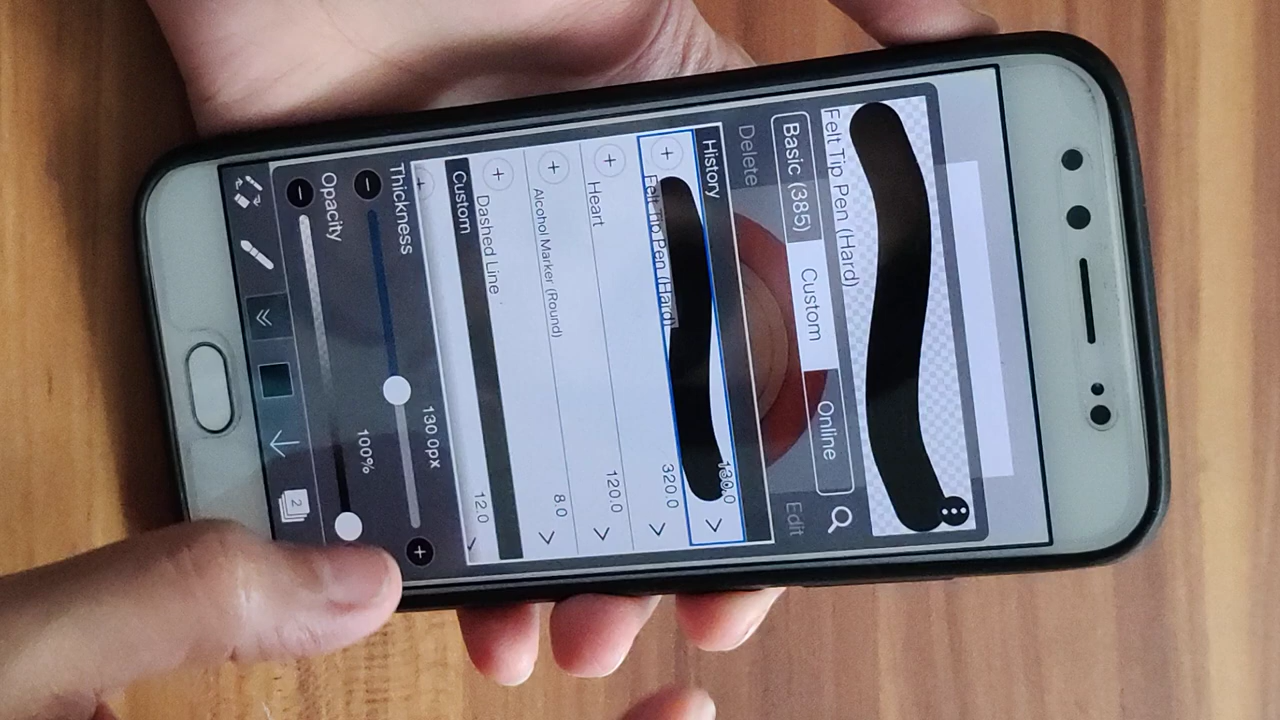 Felt Tip Pen (Hard)
Basic (385) Custom Online
Delete Edit
History
130.0
Felt Tip Pen (Hard)
320.0
Heart
120.0
Alcohol Marker (Round)
8.0
Dashed Line
Custom
12.0
Thickness 130.0px
Opacity 100%
2